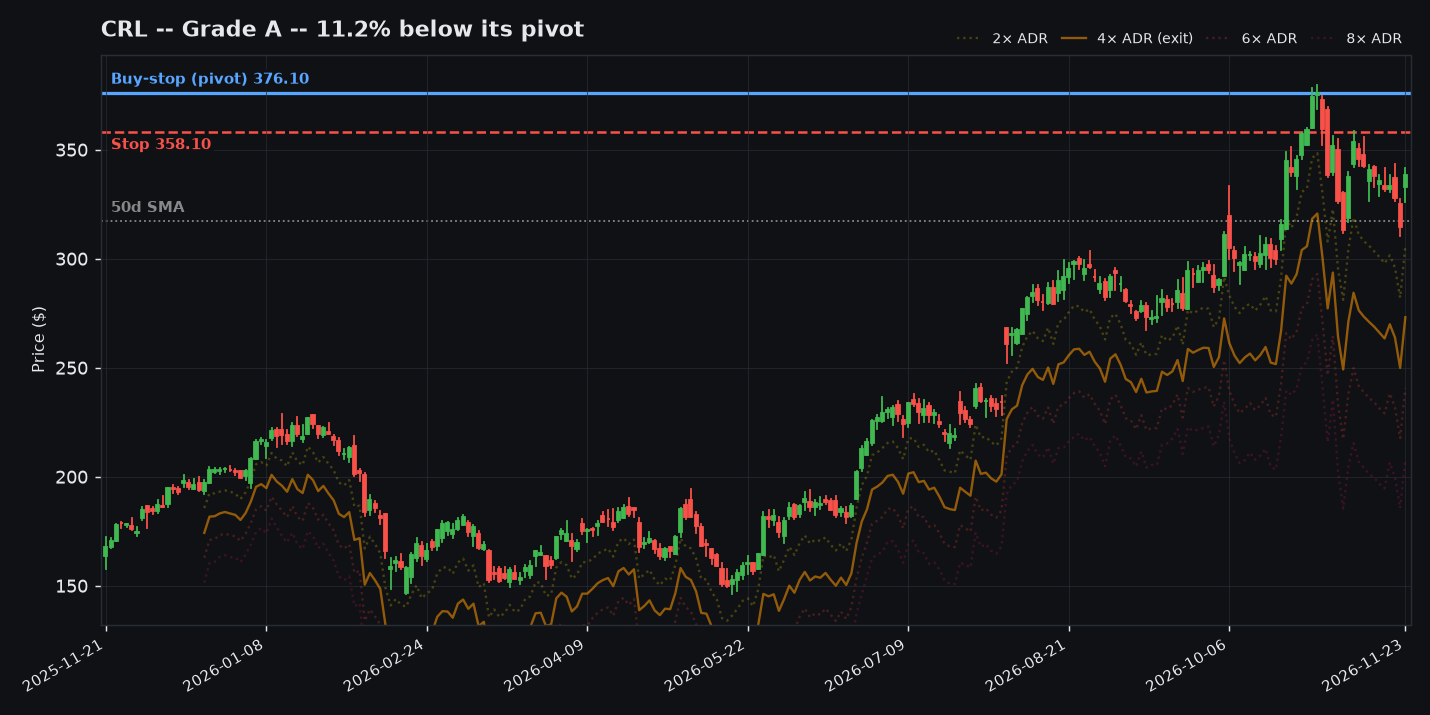 CRL -- Grade A -- 11.2% below its pivot
2× ADR
4× ADR (exit)
6× ADR
8× ADR
Buy-stop (pivot) 376.10
Stop 358.10
50d SMA
Price ($)
350
300
250
200
150
2025-11-21
2026-01-08
2026-02-24
2026-04-09
2026-05-22
2026-07-09
2026-08-21
2026-10-06
2026-11-23